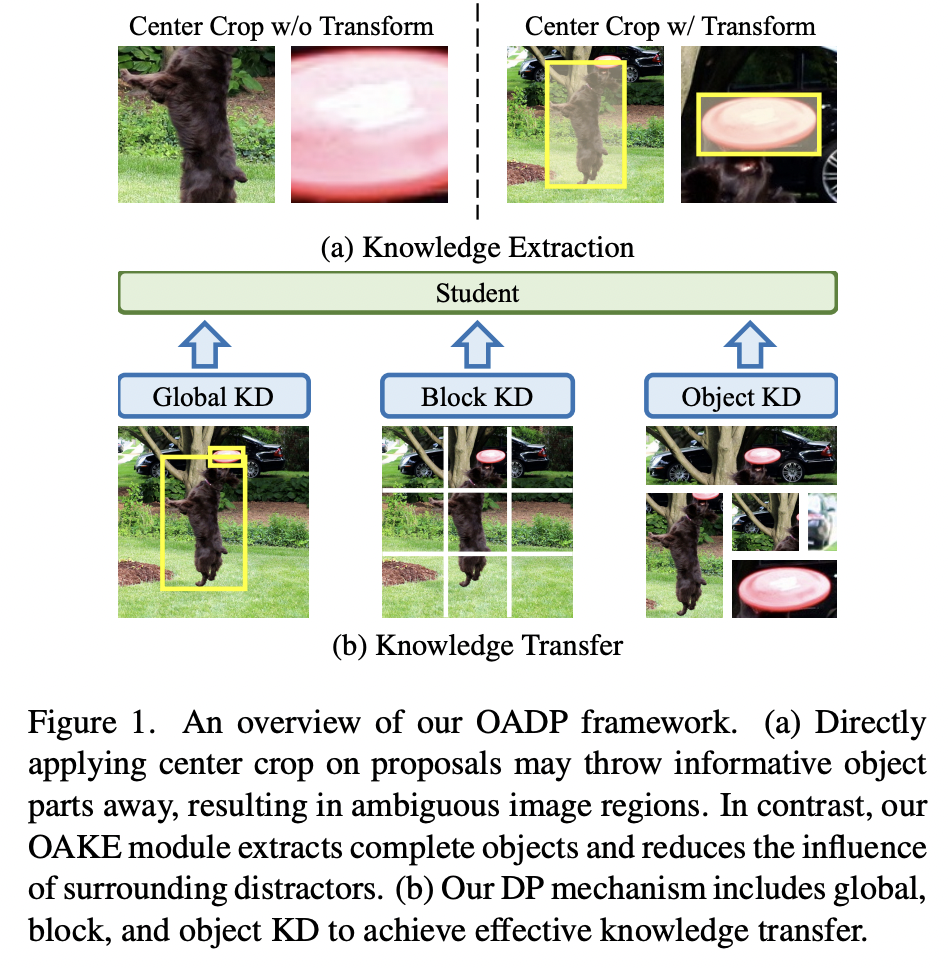 Center Crop w/o Transform
Center Crop w/ Transform
(a) Knowledge Extraction
Student
Global KD
Block KD
Object KD
(b) Knowledge Transfer
Figure 1. An overview of our OADP framework. (a) Directly
applying center crop on proposals may throw informative object
parts away, resulting in ambiguous image regions. In contrast, our
OAKE module extracts complete objects and reduces the influence
of surrounding distractors. (b) Our DP mechanism includes global,
block, and object KD to achieve effective knowledge transfer.